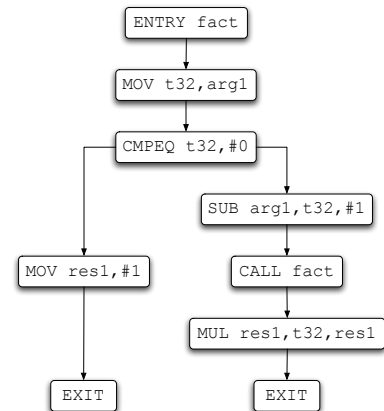 ENTRY fact
MOV t32,arg1
CMPEQ t32,#0
SUB arg1,t32,#1
MOV res1,#1
CALL fact
MUL res1,t32,res1
EXIT
EXIT